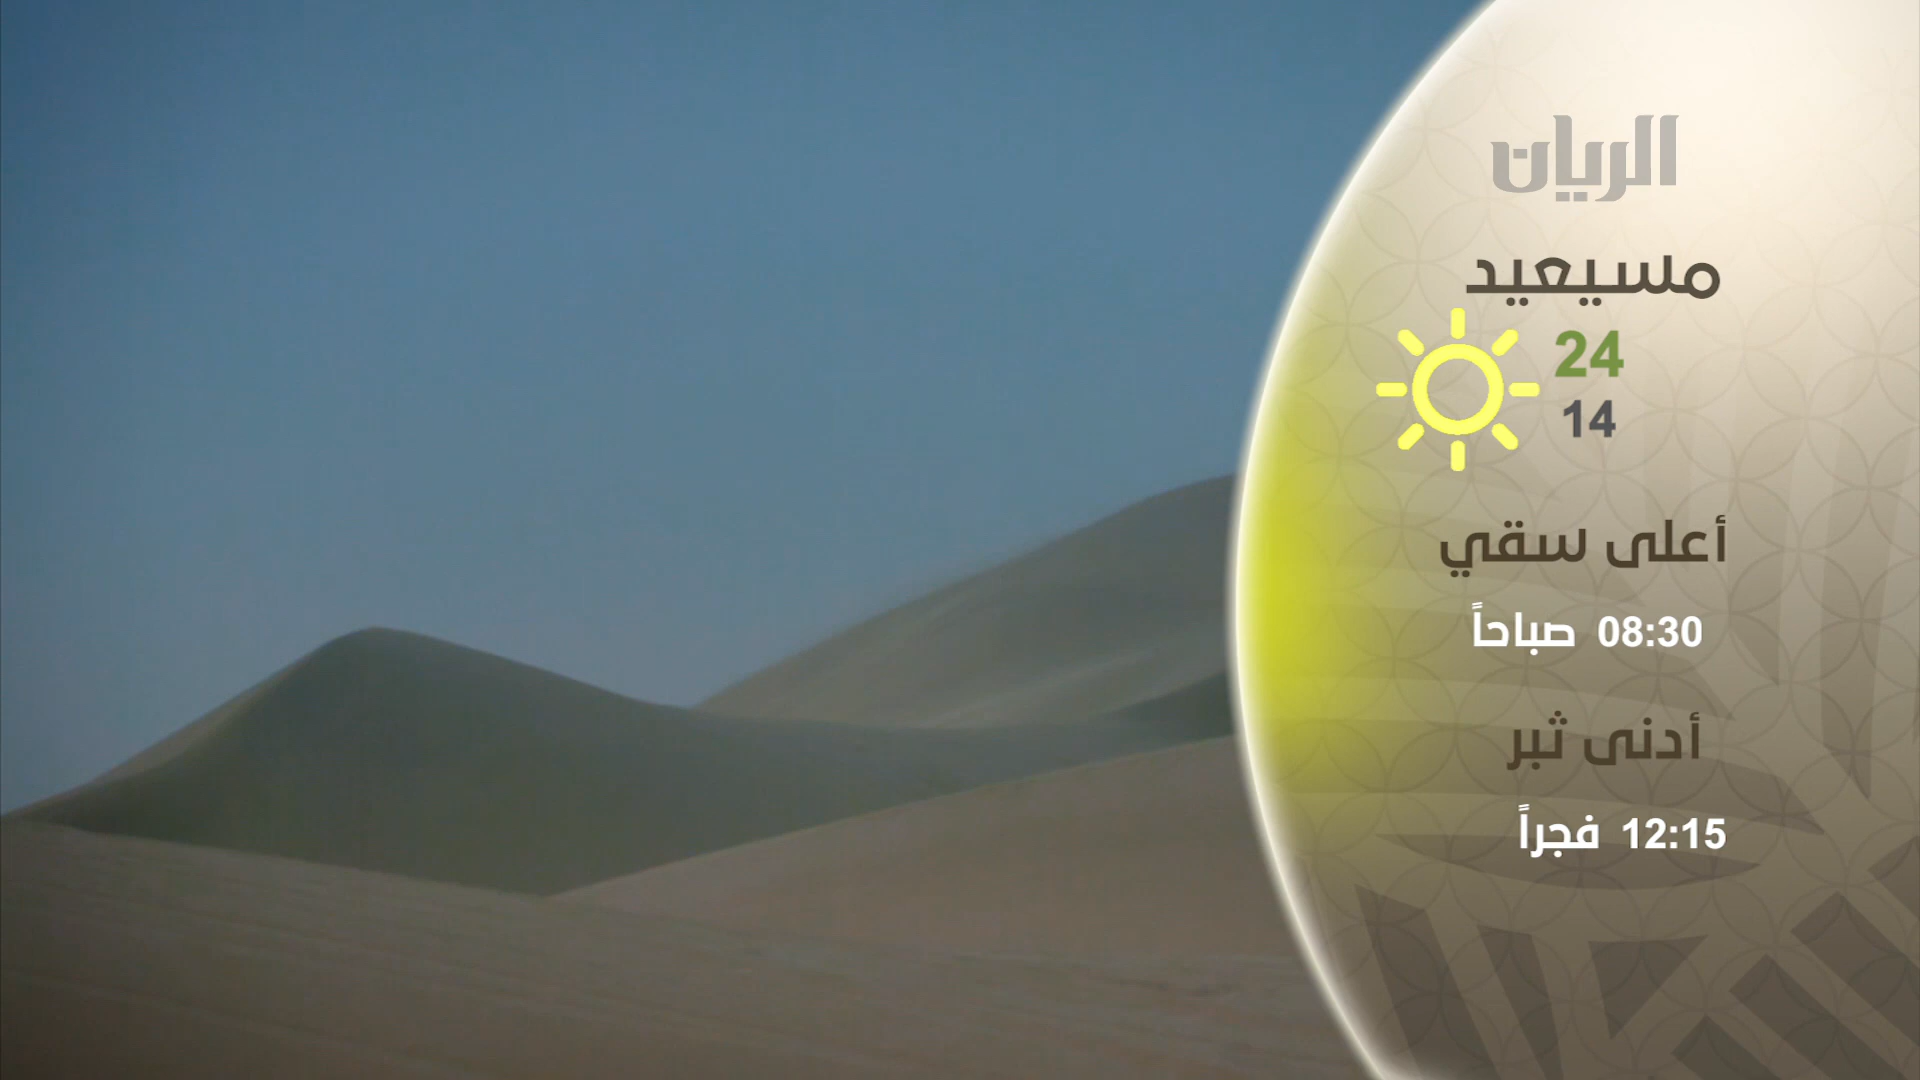 الريان
مسيعيد
24
14
أعلى سقي
08:30 صباحاً
أدنى ثبر
12:15 فجراً